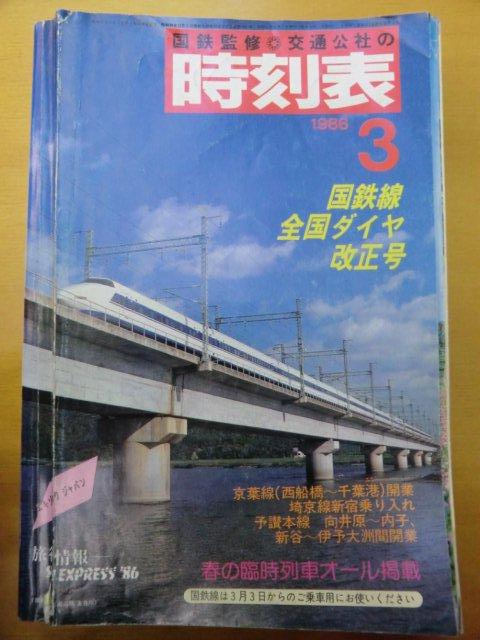 国鉄監修 交通公社の
時刻表
1986
3
国鉄線
全国ダイヤ
改正号
京葉線(西船橋〜千葉港)開業
埼京線新宿乗り入れ
予讃本線 向井原〜内子、
新谷〜伊予大洲間開業
ジャパン
情報
EXPRESS '86
春の臨時列車オール掲載
国鉄線は3月3日からのご乗車用にお使いください